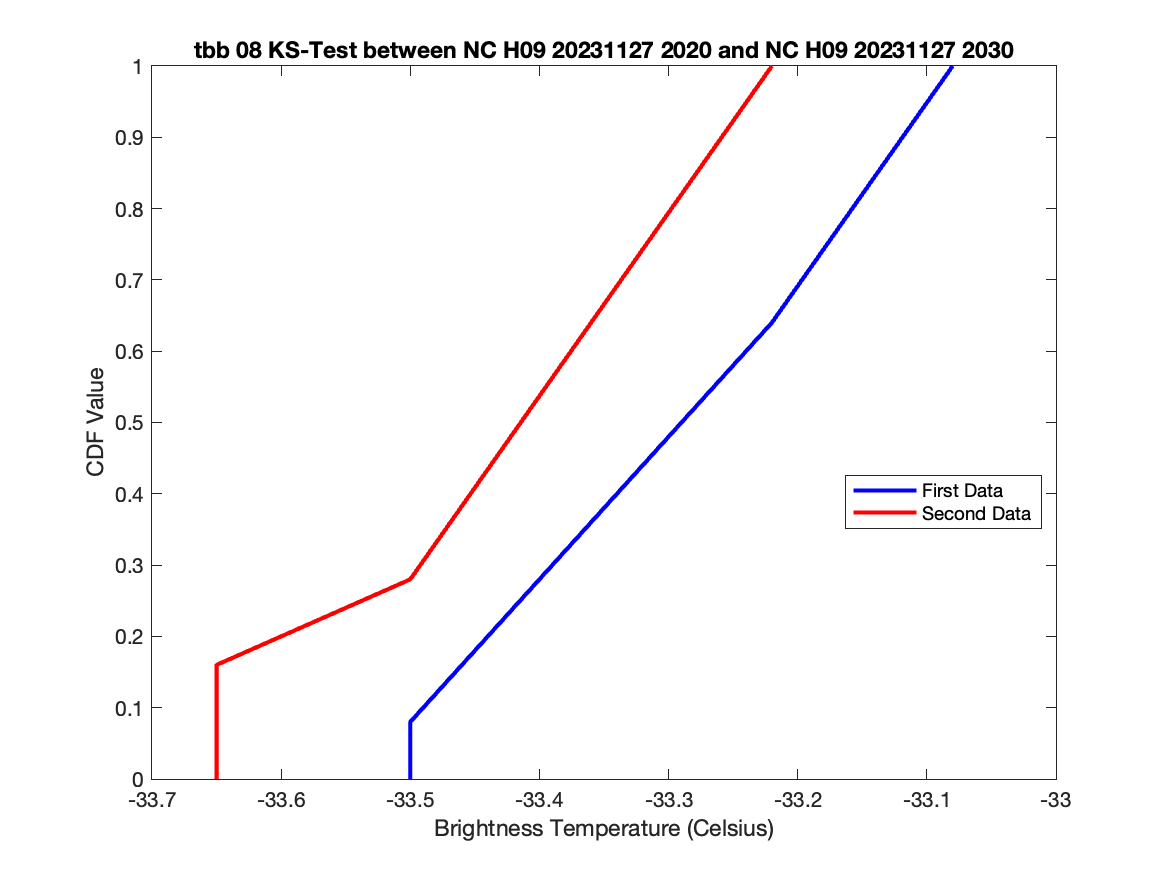 tbb 08 KS-Test between NC H09 20231127 2020 and NC H09 20231127 2030
1
0.9
0.8
0.7
0.6
0.5
0.4
0.3
0.2
0.1
0
CDF Value
First Data
Second Data
-33.7 -33.6 -33.5 -33.4 -33.3 -33.2 -33.1 -33
Brightness Temperature (Celsius)